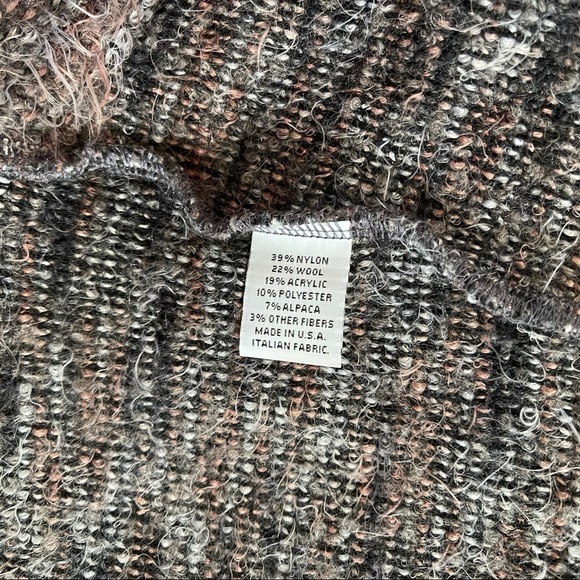 39% NYLON
22% WOOL
19% ACRYLIC
10% POLYESTER
7% ALPACA
3% OTHER FIBERS
MADE IN U.S.A.
ITALIAN FABRIC.